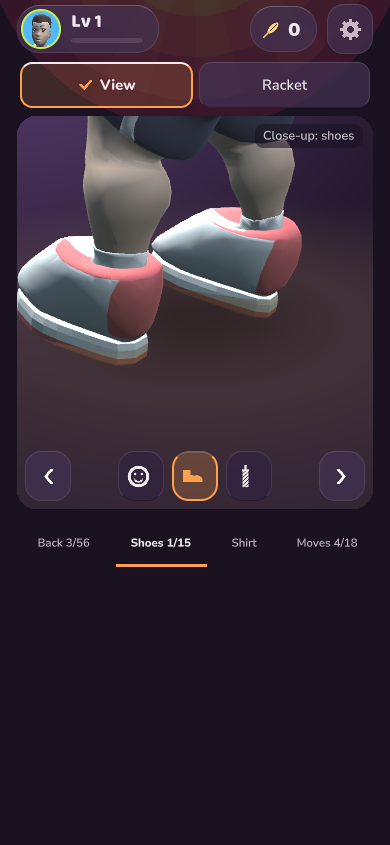 Lv 1
0
View
Racket
Close-up: shoes
Back 3/56
Shoes 1/15
Shirt
Moves 4/18